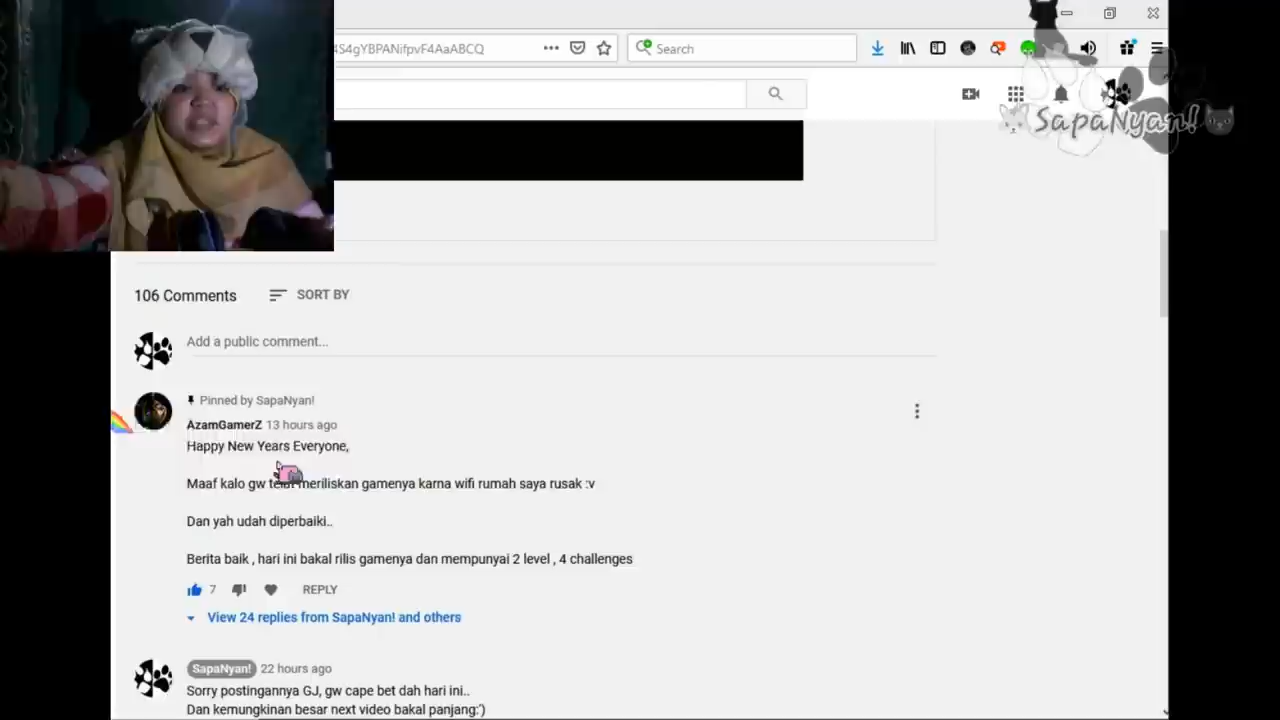 4S4gYBPANifpvF4AaABCQ
Search
SapaNyan!
106 Comments
SORT BY
Add a public comment...
Pinned by SapaNyan!
AzamGamerZ 13 hours ago
Happy New Years Everyone,
Maaf kalo gw telat meriliskan gamenya karna wifi rumah saya rusak :v
Dan yah udah diperbaiki..
Berita baik , hari ini bakal rilis gamenya dan mempunyai 2 level , 4 challenges
7 REPLY
View 24 replies from SapaNyan! and others
SapaNyan! 22 hours ago
Sorry postingannya GJ, gw cape bet dah hari ini..
Dan kemungkinan besar next video bakal panjang:')